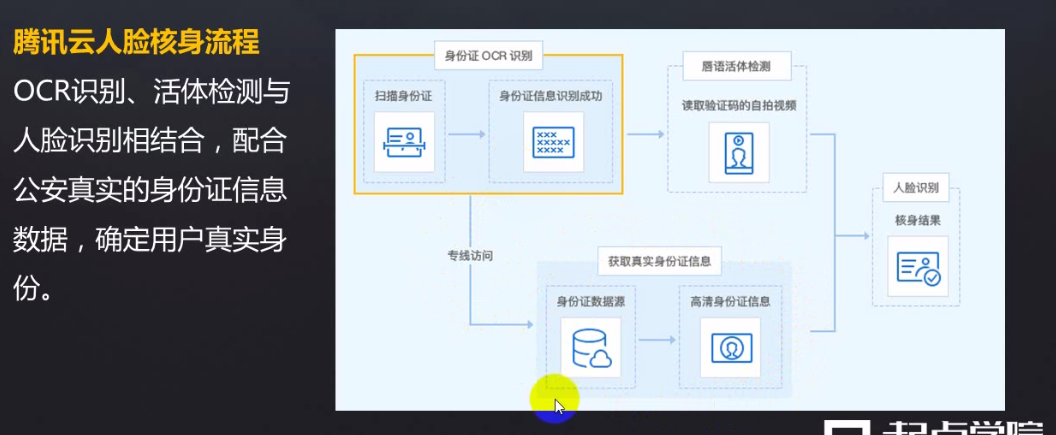 腾讯云人脸核身流程
OCR识别、活体检测与
人脸识别相结合，配合
公安真实的身份证信息
数据，确定用户真实身
份。
身份证 OCR 识别
扫描身份证
身份证信息识别成功
XXX
XXXXX
XXXX
唇语活体检测
读取验证码的自拍视频
人脸识别
核身结果
专线访问
获取真实身份证信息
身份证数据源
高清身份证信息
起点学院